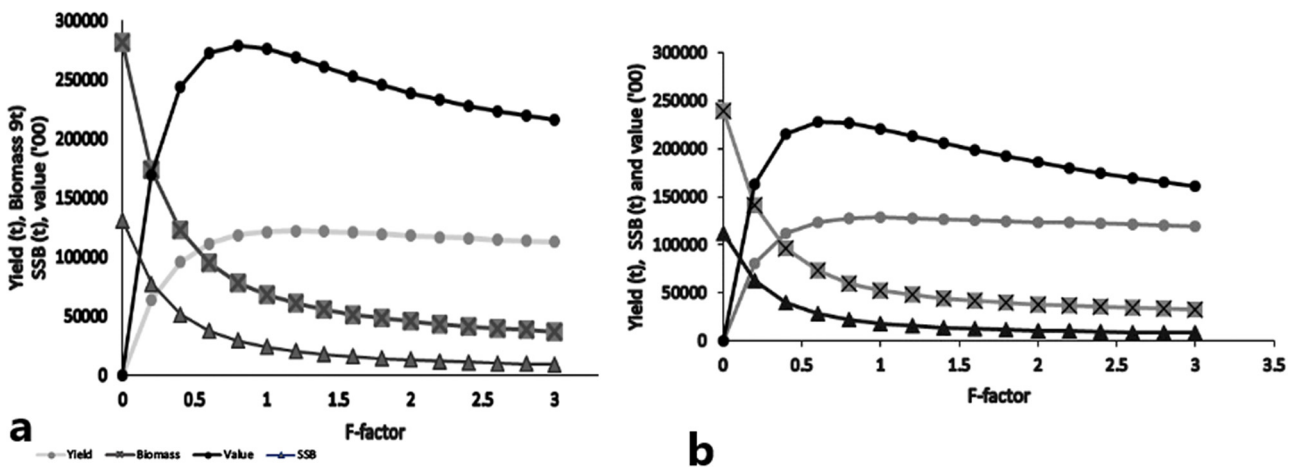 Yield (t), Biomass 9t)
SSB (t), value ('00)
300000
250000
200000
150000
100000
50000
0
0 0.5 1 1.5 2 2.5 3
F-factor
a
Yield Biomass Value SSB
Yield (t), SSB (t) and value ('00)
300000
250000
200000
150000
100000
50000
0
0 0.5 1 1.5 2 2.5 3 3.5
F-factor
b